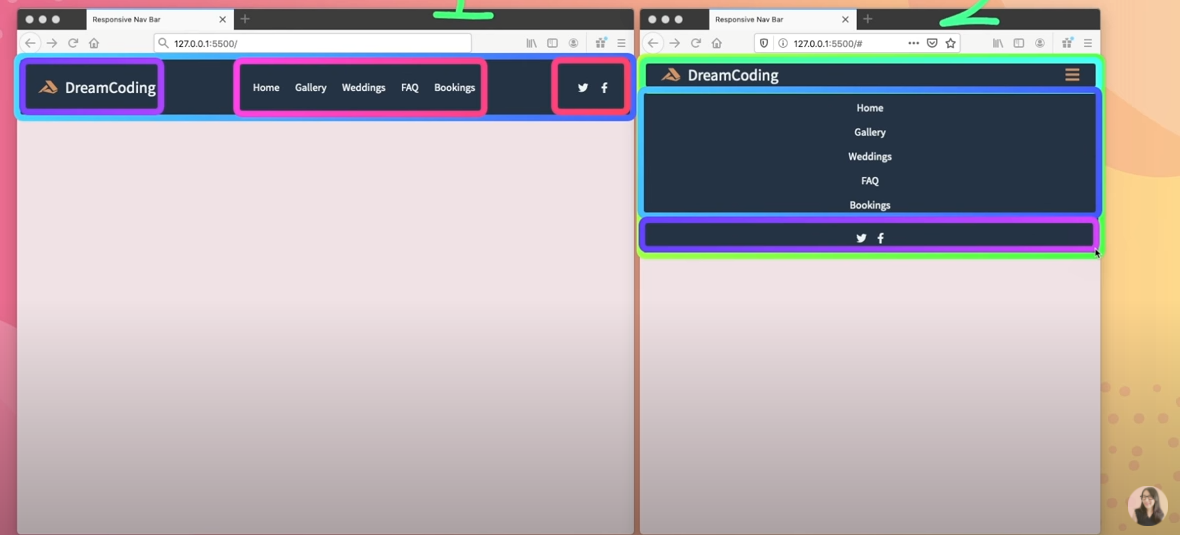 1
Responsive Nav Bar
127.0.0.1:5500/
DreamCoding
Home Gallery Weddings FAQ Bookings
2
Responsive Nav Bar
127.0.0.1:5500/#
DreamCoding
Home
Gallery
Weddings
FAQ
Bookings